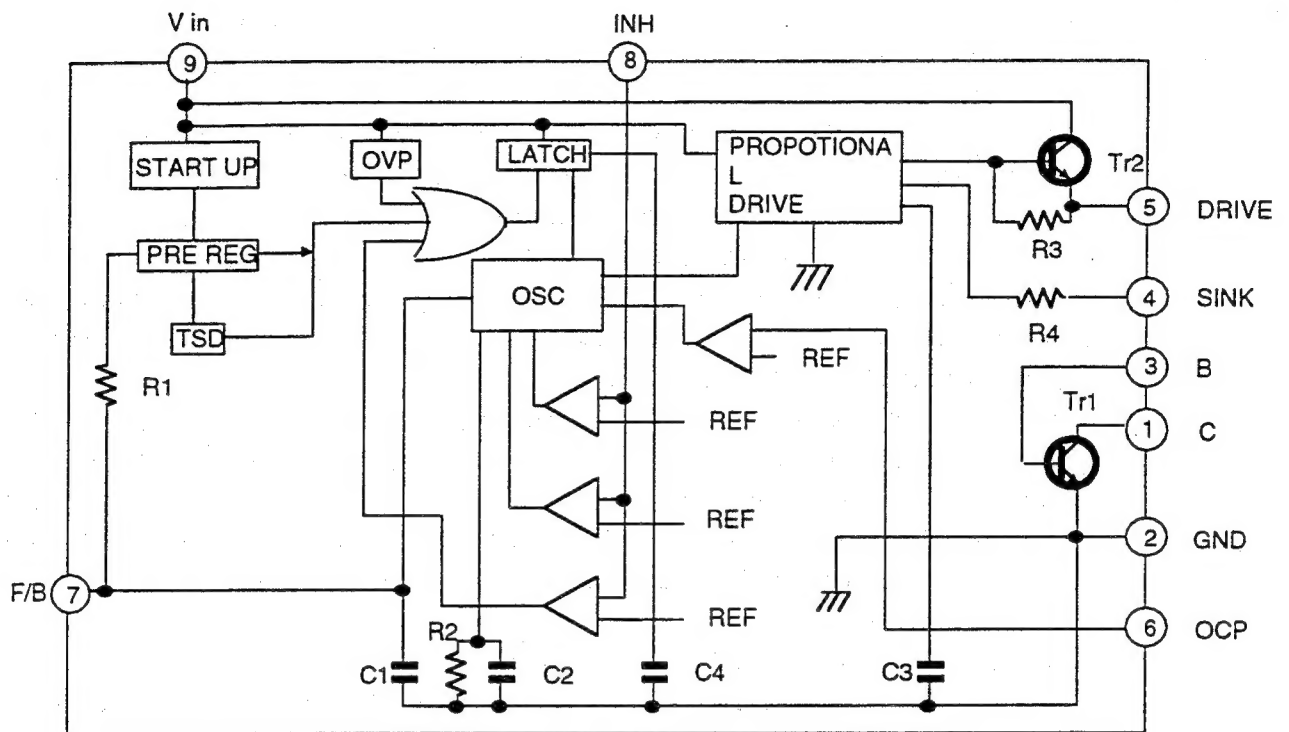 V in
INH
9
8
START UP
OVP
LATCH
PROPOTIONA
L
DRIVE
Tr2
5
DRIVE
R3
PRE REG
OSC
4
SINK
R4
TSD
REF
3
B
R1
REF
Tr1
1
C
REF
2
GND
F/B
7
REF
6
OCP
R2
C1
C2
C4
C3